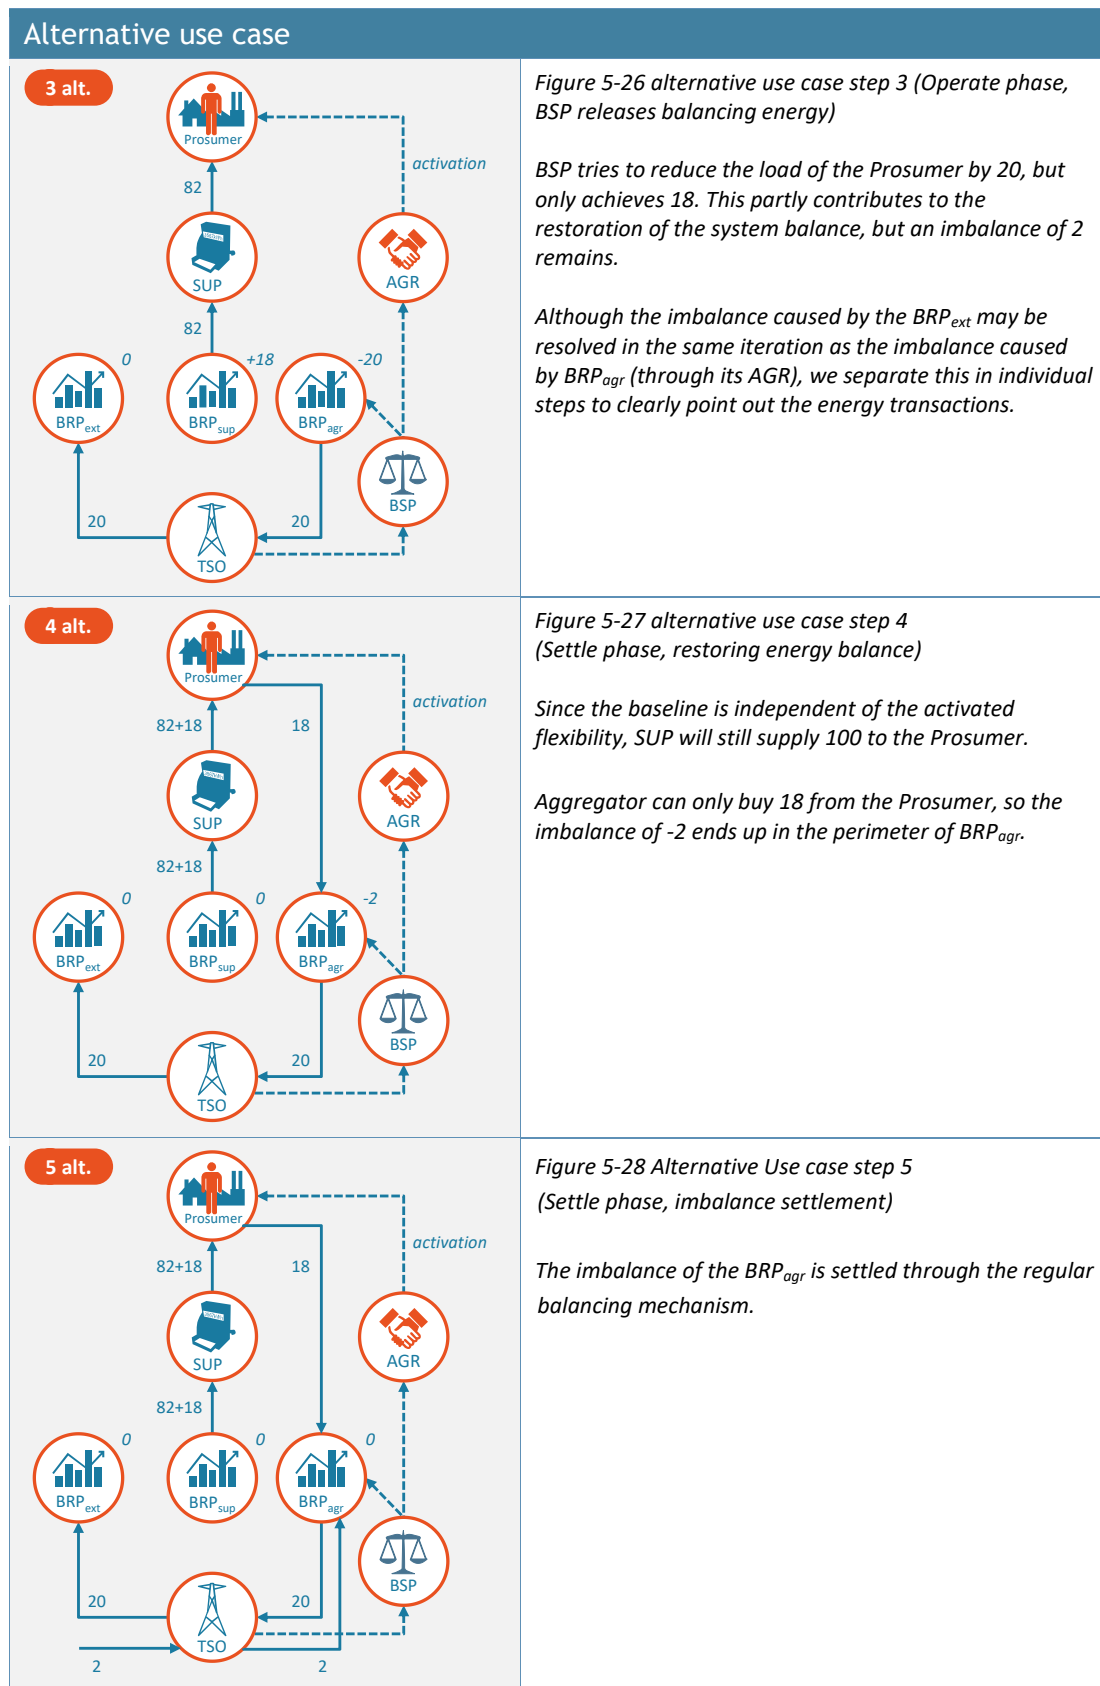 Alternative use case
3 alt.
Prosumer
activation
82
SUP
AGR
82
0
+18
-20
BRPext
BRPsup
BRPagr
BSP
20
20
TSO
Figure 5-26 alternative use case step 3 (Operate phase,
BSP releases balancing energy)
BSP tries to reduce the load of the Prosumer by 20, but
only achieves 18. This partly contributes to the
restoration of the system balance, but an imbalance of 2
remains.
Although the imbalance caused by the BRPext may be
resolved in the same iteration as the imbalance caused
by BRPagr (through its AGR), we separate this in individual
steps to clearly point out the energy transactions.
4 alt.
Prosumer
activation
82+18
18
SUP
AGR
82+18
0
0
-2
BRPext
BRPsup
BRPagr
BSP
20
20
TSO
Figure 5-27 alternative use case step 4
(Settle phase, restoring energy balance)
Since the baseline is independent of the activated
flexibility, SUP will still supply 100 to the Prosumer.
Aggregator can only buy 18 from the Prosumer, so the
imbalance of -2 ends up in the perimeter of BRPagr.
5 alt.
Prosumer
activation
82+18
18
SUP
AGR
82+18
0
0
0
BRPext
BRPsup
BRPagr
BSP
20
20
TSO
2
2
Figure 5-28 Alternative Use case step 5
(Settle phase, imbalance settlement)
The imbalance of the BRPagr is settled through the regular
balancing mechanism.